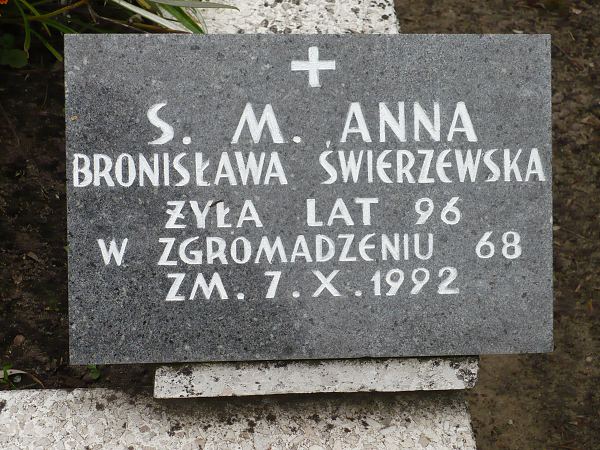 S. M. ANNA
BRONISŁAWA ŚWIERZEWSKA
ŻYŁA LAT 96
W ZGROMADZENIU 68
ZM. 7. X. 1992